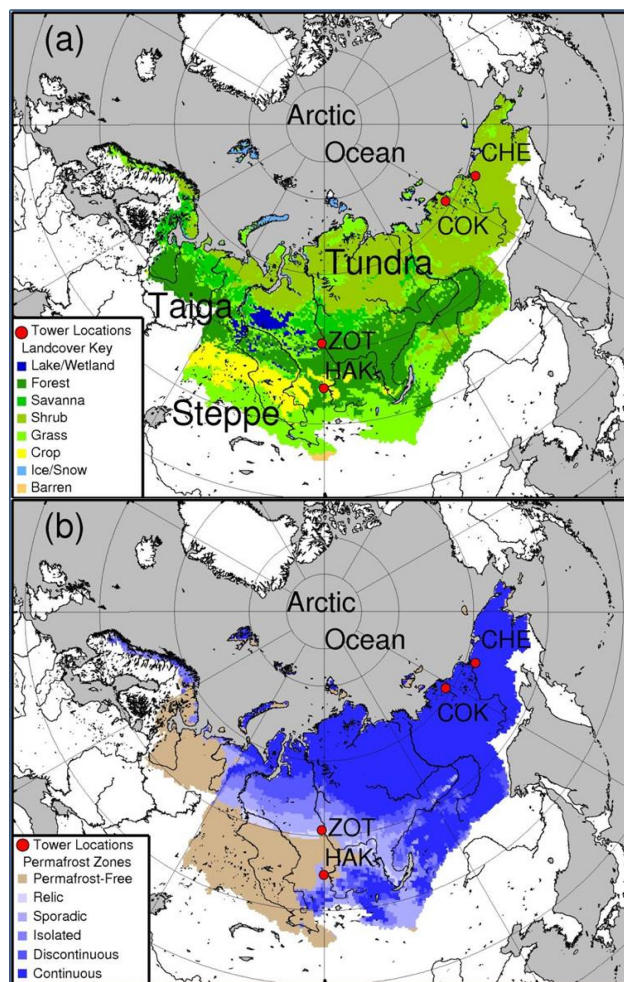 (a)
Arctic
Ocean
CHE
COK
Tundra
Taiga
ZOT
HAK
Steppe
Tower Locations
Landcover Key
Lake/Wetland
Forest
Savanna
Shrub
Grass
Crop
Ice/Snow
Barren
(b)
Arctic
Ocean
CHE
COK
ZOT
HAK
Tower Locations
Permafrost Zones
Permafrost-Free
Relic
Sporadic
Isolated
Discontinuous
Continuous